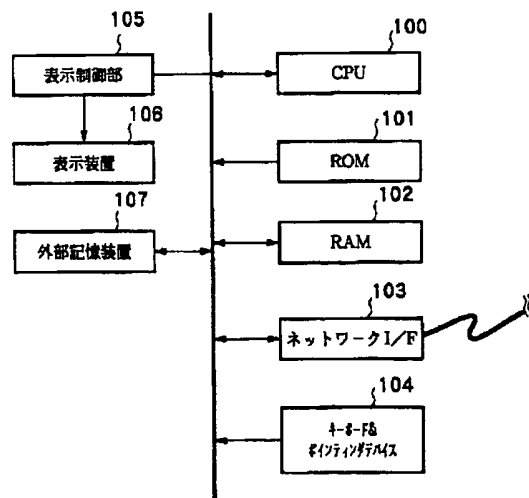 105
表示制御部
106
表示装置
107
外部記憶装置
100
CPU
101
ROM
102
RAM
103
ネットワークI/F
104
キーボード&
ポインティングデバイス